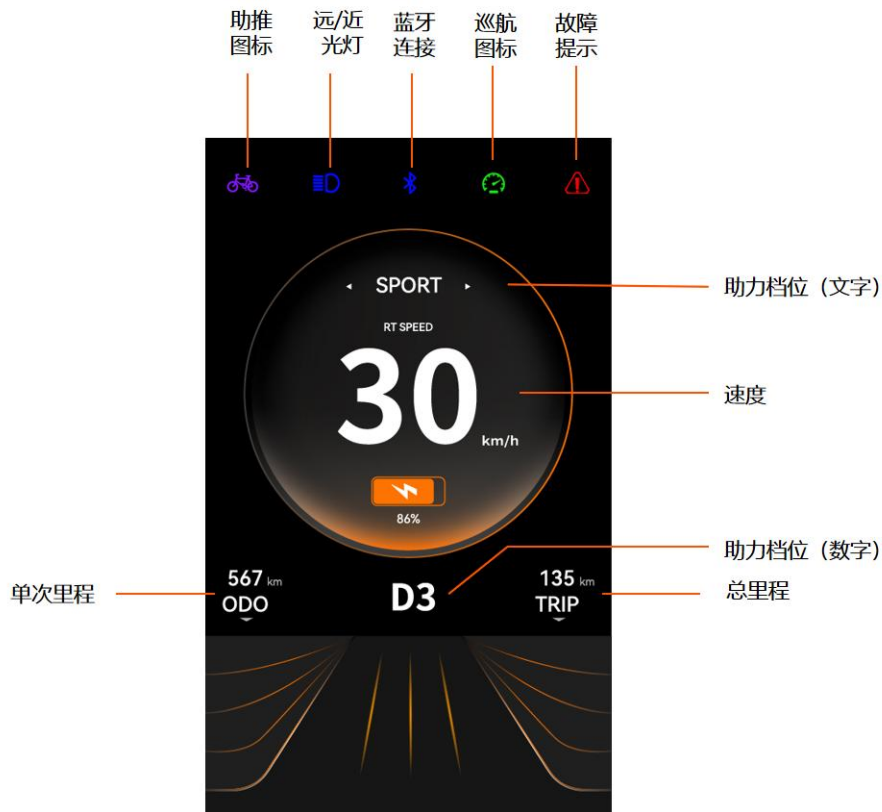 助推
图标
远/近
光灯
蓝牙
连接
巡航
图标
故障
提示
SPORT
助力档位（文字）
RT SPEED
30
km/h
速度
86%
助力档位（数字）
单次里程
567 km
ODO
D3
135 km
TRIP
总里程